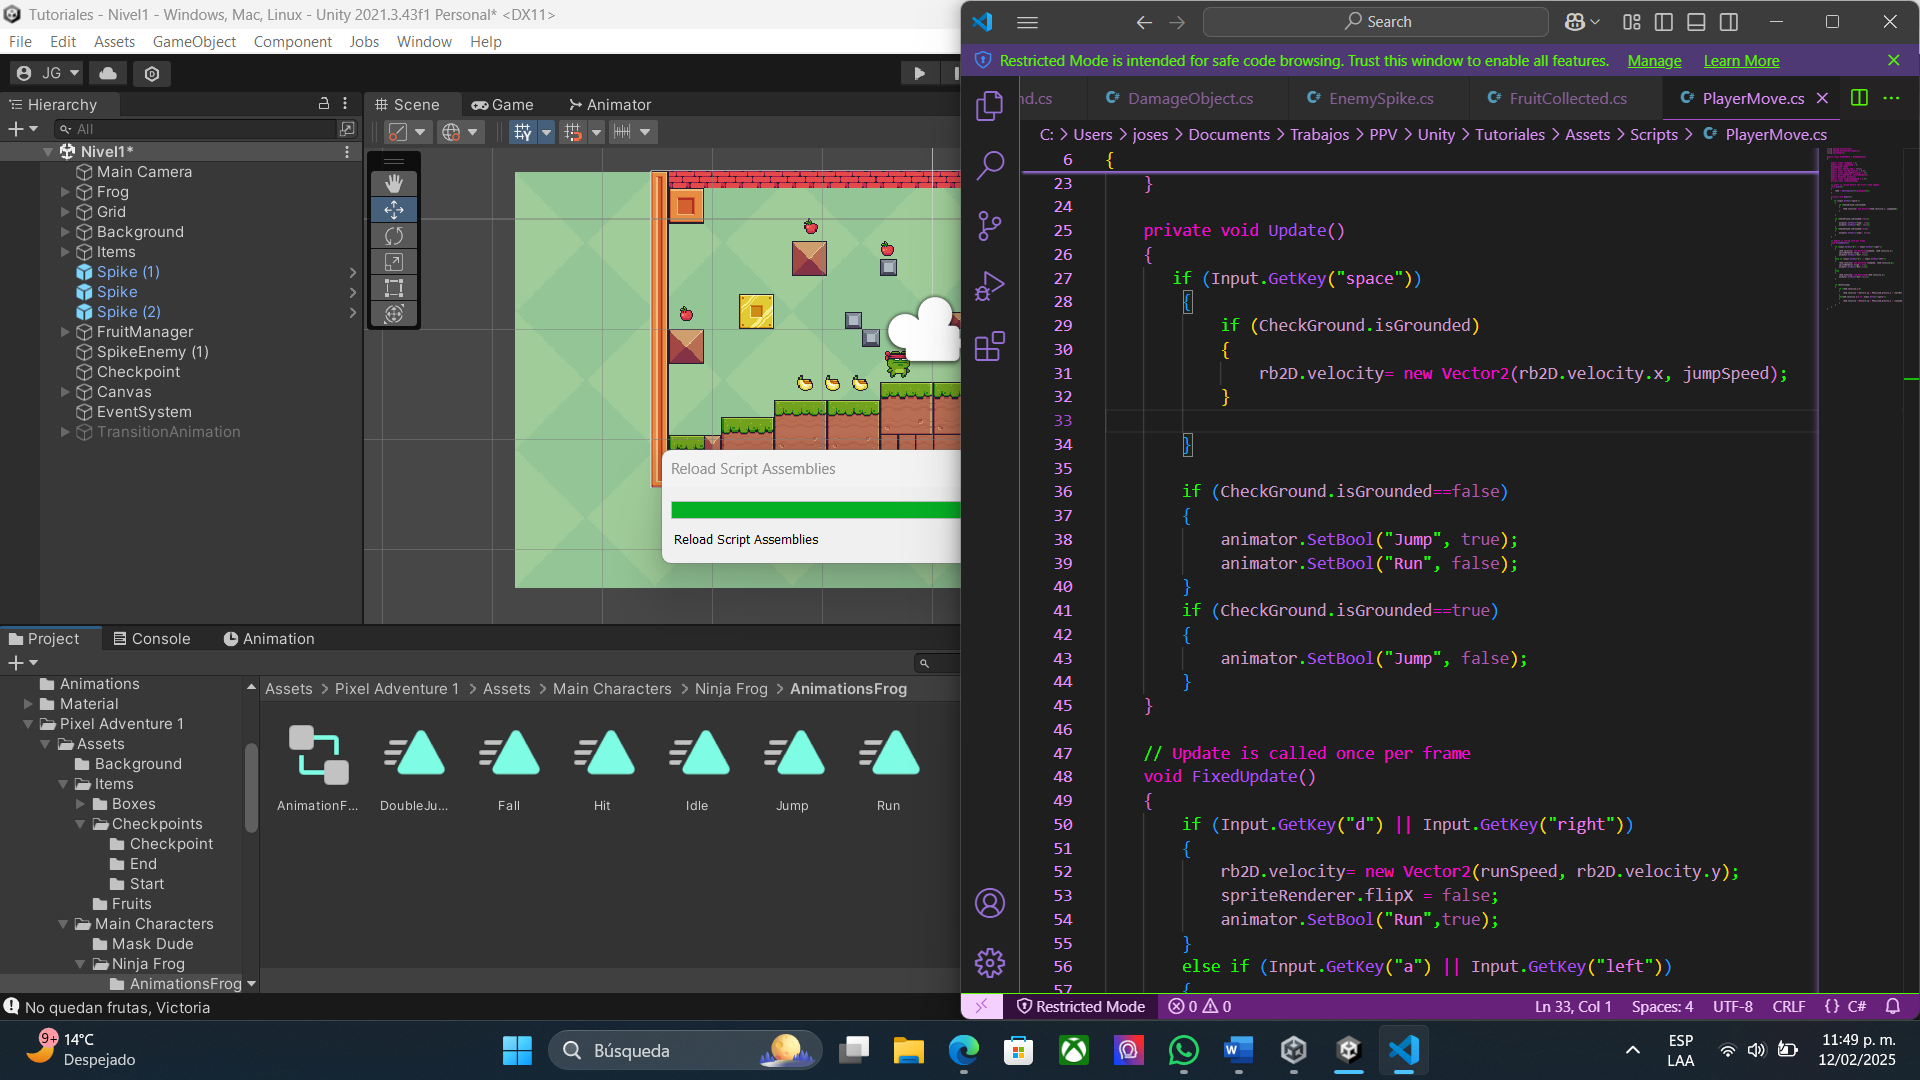 Tutoriales - Nivel1 - Windows, Mac, Linux - Unity 2021.3.43f1 Personal* <DX11>
File Edit Assets GameObject Component Jobs Window Help
JG
Hierarchy
All
Nivel1*
Main Camera
Frog
Grid
Background
Items
Spike (1)
Spike
Spike (2)
FruitManager
SpikeEnemy (1)
Checkpoint
Canvas
EventSystem
TransitionAnimation
Scene Game Animator
Reload Script Assemblies
Reload Script Assemblies
Project Console Animation
Animations
Material
Pixel Adventure 1
Assets
Background
Items
Boxes
Checkpoints
Checkpoint
End
Start
Fruits
Main Characters
Mask Dude
Ninja Frog
AnimationsFrog
Assets > Pixel Adventure 1 > Assets > Main Characters > Ninja Frog > AnimationsFrog
AnimationF...
DoubleJu...
Fall
Hit
Idle
Jump
Run
No quedan frutas, Victoria
Search
Restricted Mode is intended for safe code browsing. Trust this window to enable all features. Manage Learn More
nd.cs DamageObject.cs EnemySpike.cs FruitCollected.cs PlayerMove.cs
C: > Users > joses > Documents > Trabajos > PPV > Unity > Tutoriales > Assets > Scripts > PlayerMove.cs
6 {
23 }
24
25 private void Update()
26 {
27 if (Input.GetKey("space"))
28 {
29 if (CheckGround.isGrounded)
30 {
31 rb2D.velocity= new Vector2(rb2D.velocity.x, jumpSpeed);
32 }
33
34 }
35
36 if (CheckGround.isGrounded==false)
37 {
38 animator.SetBool("Jump", true);
39 animator.SetBool("Run", false);
40 }
41 if (CheckGround.isGrounded==true)
42 {
43 animator.SetBool("Jump", false);
44 }
45 }
46
47 // Update is called once per frame
48 void FixedUpdate()
49 {
50 if (Input.GetKey("d") || Input.GetKey("right"))
51 {
52 rb2D.velocity= new Vector2(runSpeed, rb2D.velocity.y);
53 spriteRenderer.flipX = false;
54 animator.SetBool("Run",true);
55 }
56 else if (Input.GetKey("a") || Input.GetKey("left"))
57 {
Restricted Mode 0 0 Ln 33, Col 1 Spaces: 4 UTF-8 CRLF {} C#
9+
14°C
Despejado
Búsqueda
ESP
LAA
11:49 p. m.
12/02/2025